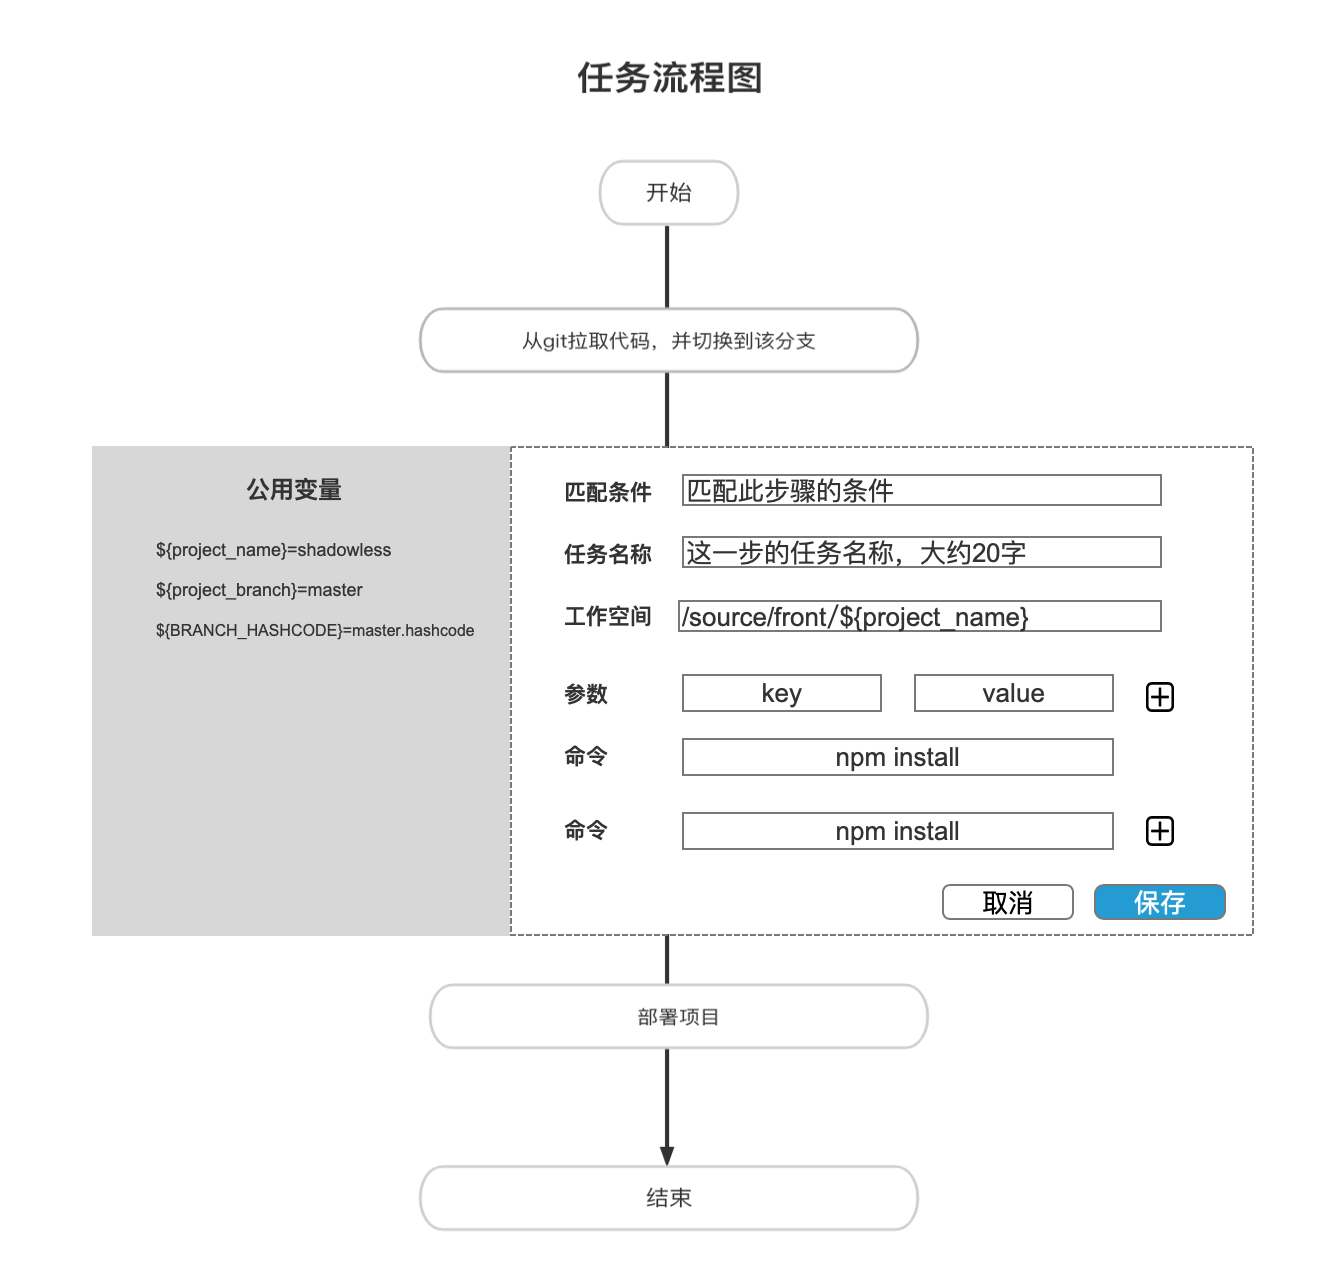 任务流程图
开始
从git拉取代码，并切换到该分支
公用变量
${project_name}=shadowless
${project_branch}=master
${BRANCH_HASHCODE}=master.hashcode
匹配条件 匹配此步骤的条件
任务名称 这一步的任务名称，大约20字
工作空间 /source/front/${project_name}
参数 key value
命令 npm install
命令 npm install
取消 保存
部署项目
结束